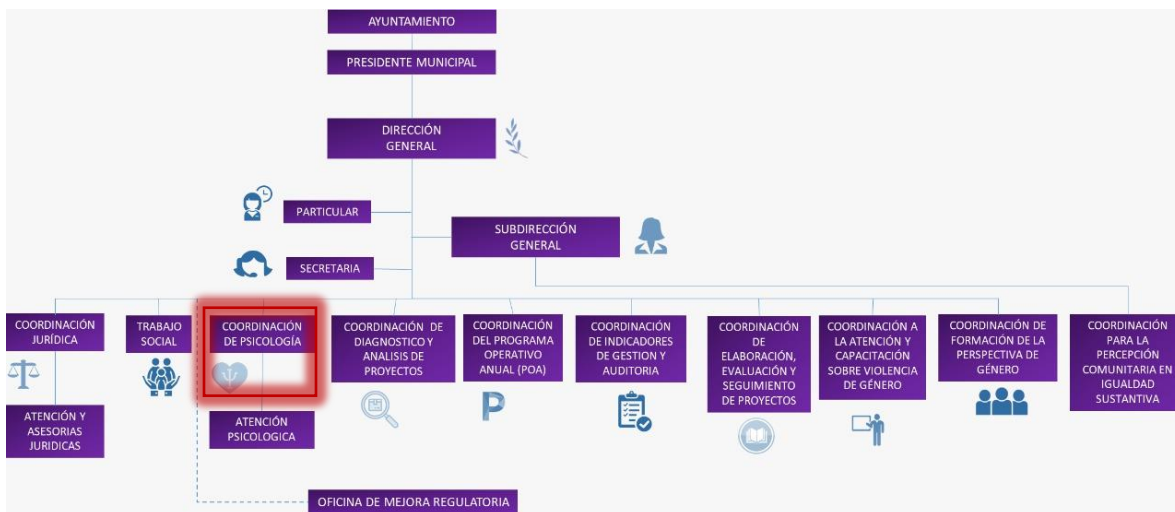 AYUNTAMIENTO
PRESIDENTE MUNICIPAL
DIRECCIÓN
GENERAL
PARTICULAR
SUBDIRECCIÓN
GENERAL
SECRETARIA
COORDINACIÓN
JURÍDICA
TRABAJO
SOCIAL
COORDINACIÓN
DE PSICOLOGÍA
COORDINACIÓN DE
DIAGNOSTICO Y
ANALISIS DE
PROYECTOS
COORDINACIÓN
DEL PROGRAMA
OPERATIVO
ANUAL (POA)
COORDINACIÓN
DE INDICADORES
DE GESTION Y
AUDITORIA
COORDINACIÓN
DE
ELABORACIÓN,
EVALUACIÓN Y
SEGUIMIENTO
DE PROYECTOS
COORDINACIÓN A
LA ATENCIÓN Y
CAPACITACIÓN
SOBRE VIOLENCIA
DE GÉNERO
COORDINACIÓN DE
FORMACIÓN DE LA
PERSPECTIVA DE
GÉNERO
COORDINACIÓN
PARA LA
PERCEPCIÓN
COMUNITARIA EN
IGUALDAD
SUSTANTIVA
P
ATENCIÓN Y
ASESORIAS
JURIDICAS
ATENCIÓN
PSICOLOGICA
OFICINA DE MEJORA REGULATORIA